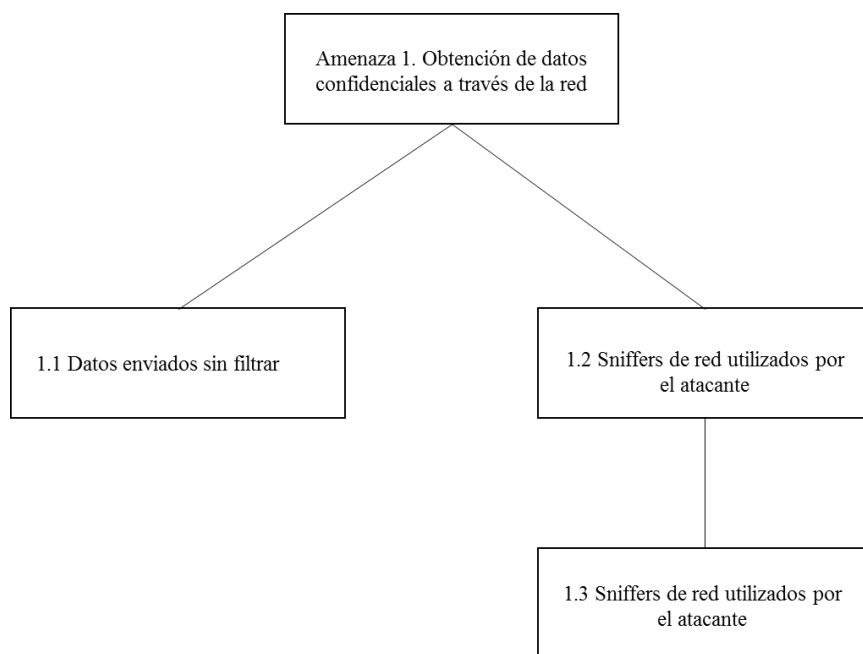 Amenaza 1. Obtención de datos
confidenciales a través de la red
1.1 Datos enviados sin filtrar
1.2 Sniffers de red utilizados por
el atacante
1.3 Sniffers de red utilizados por
el atacante